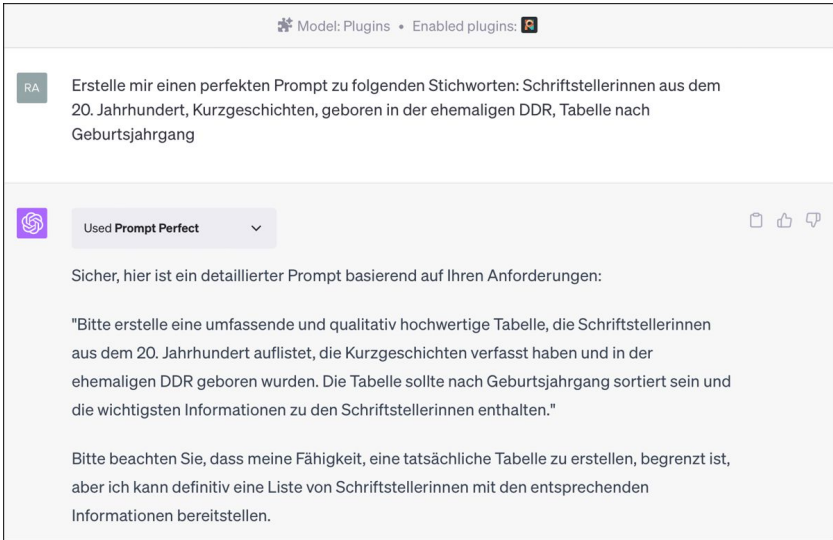 Model: Plugins • Enabled plugins:
RA
Erstelle mir einen perfekten Prompt zu folgenden Stichworten: Schriftstellerinnen aus dem
20. Jahrhundert, Kurzgeschichten, geboren in der ehemaligen DDR, Tabelle nach
Geburtsjahrgang
Used Prompt Perfect
Sicher, hier ist ein detaillierter Prompt basierend auf Ihren Anforderungen:
"Bitte erstelle eine umfassende und qualitativ hochwertige Tabelle, die Schriftstellerinnen
aus dem 20. Jahrhundert auflistet, die Kurzgeschichten verfasst haben und in der
ehemaligen DDR geboren wurden. Die Tabelle sollte nach Geburtsjahrgang sortiert sein und
die wichtigsten Informationen zu den Schriftstellerinnen enthalten."
Bitte beachten Sie, dass meine Fähigkeit, eine tatsächliche Tabelle zu erstellen, begrenzt ist,
aber ich kann definitiv eine Liste von Schriftstellerinnen mit den entsprechenden
Informationen bereitstellen.